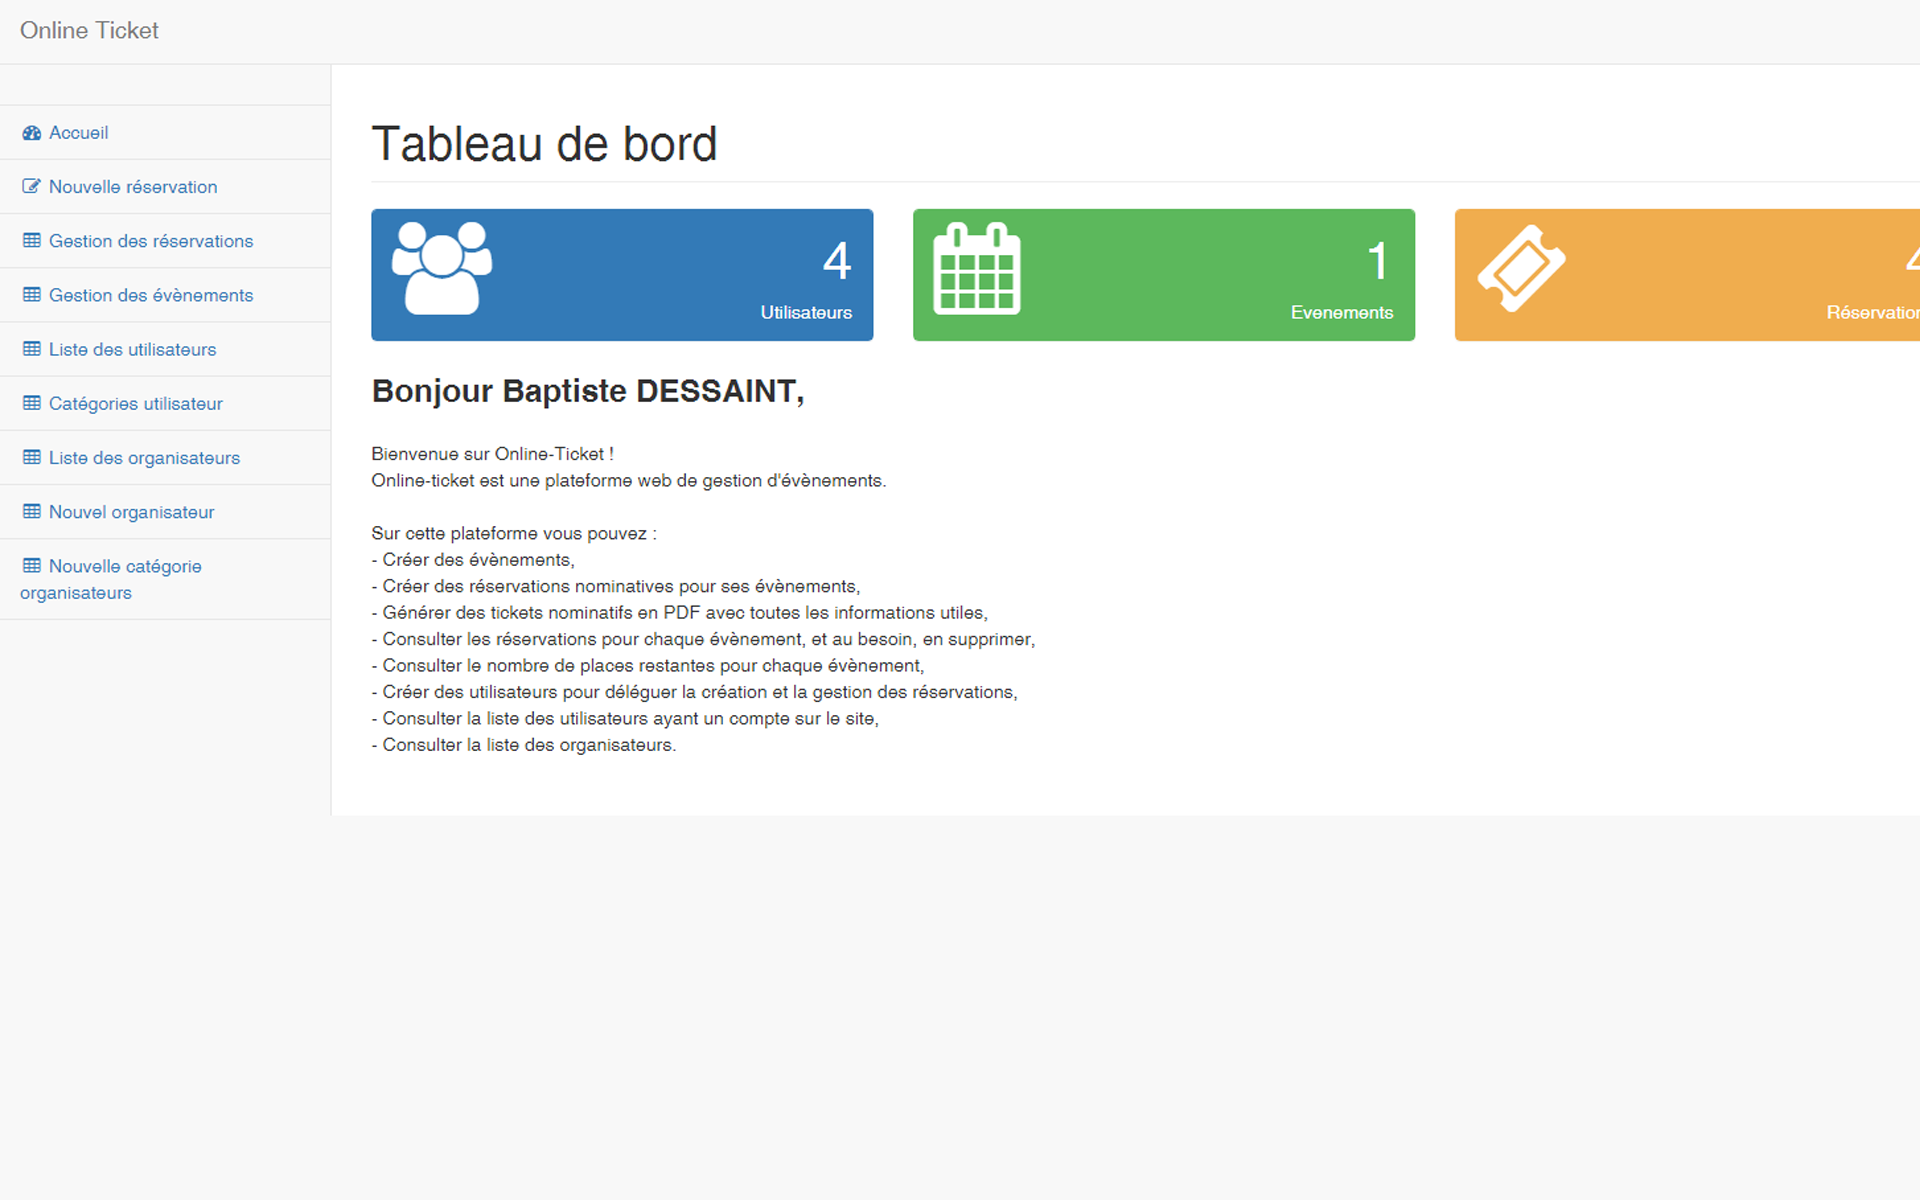 Online Ticket
Accueil
Nouvelle réservation
Gestion des réservations
Gestion des évènements
Liste des utilisateurs
Catégories utilisateur
Liste des organisateurs
Nouvel organisateur
Nouvelle catégorie
organisateurs
Tableau de bord
4
Utilisateurs
1
Evenements
4
Réservation
Bonjour Baptiste DESSAINT,
Bienvenue sur Online-Ticket !
Online-ticket est une plateforme web de gestion d'évènements.
Sur cette plateforme vous pouvez :
- Créer des évènements,
- Créer des réservations nominatives pour ses évènements,
- Générer des tickets nominatifs en PDF avec toutes les informations utiles,
- Consulter les réservations pour chaque évènement, et au besoin, en supprimer,
- Consulter le nombre de places restantes pour chaque évènement,
- Créer des utilisateurs pour déléguer la création et la gestion des réservations,
- Consulter la liste des utilisateurs ayant un compte sur le site,
- Consulter la liste des organisateurs.